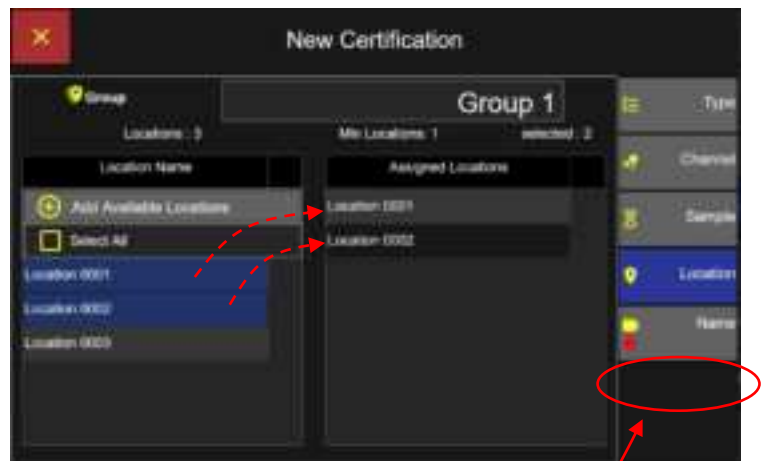 New Certification
Group
Group 1
Locations : 3
Min Locations 1
selected : 2
Location Name
Assigned Locations
Add Available Locations
Select All
Location 0001
Location 0002
Location 0003
Location 0001
Location 0002
Type
Channel
Sample
Location
Name